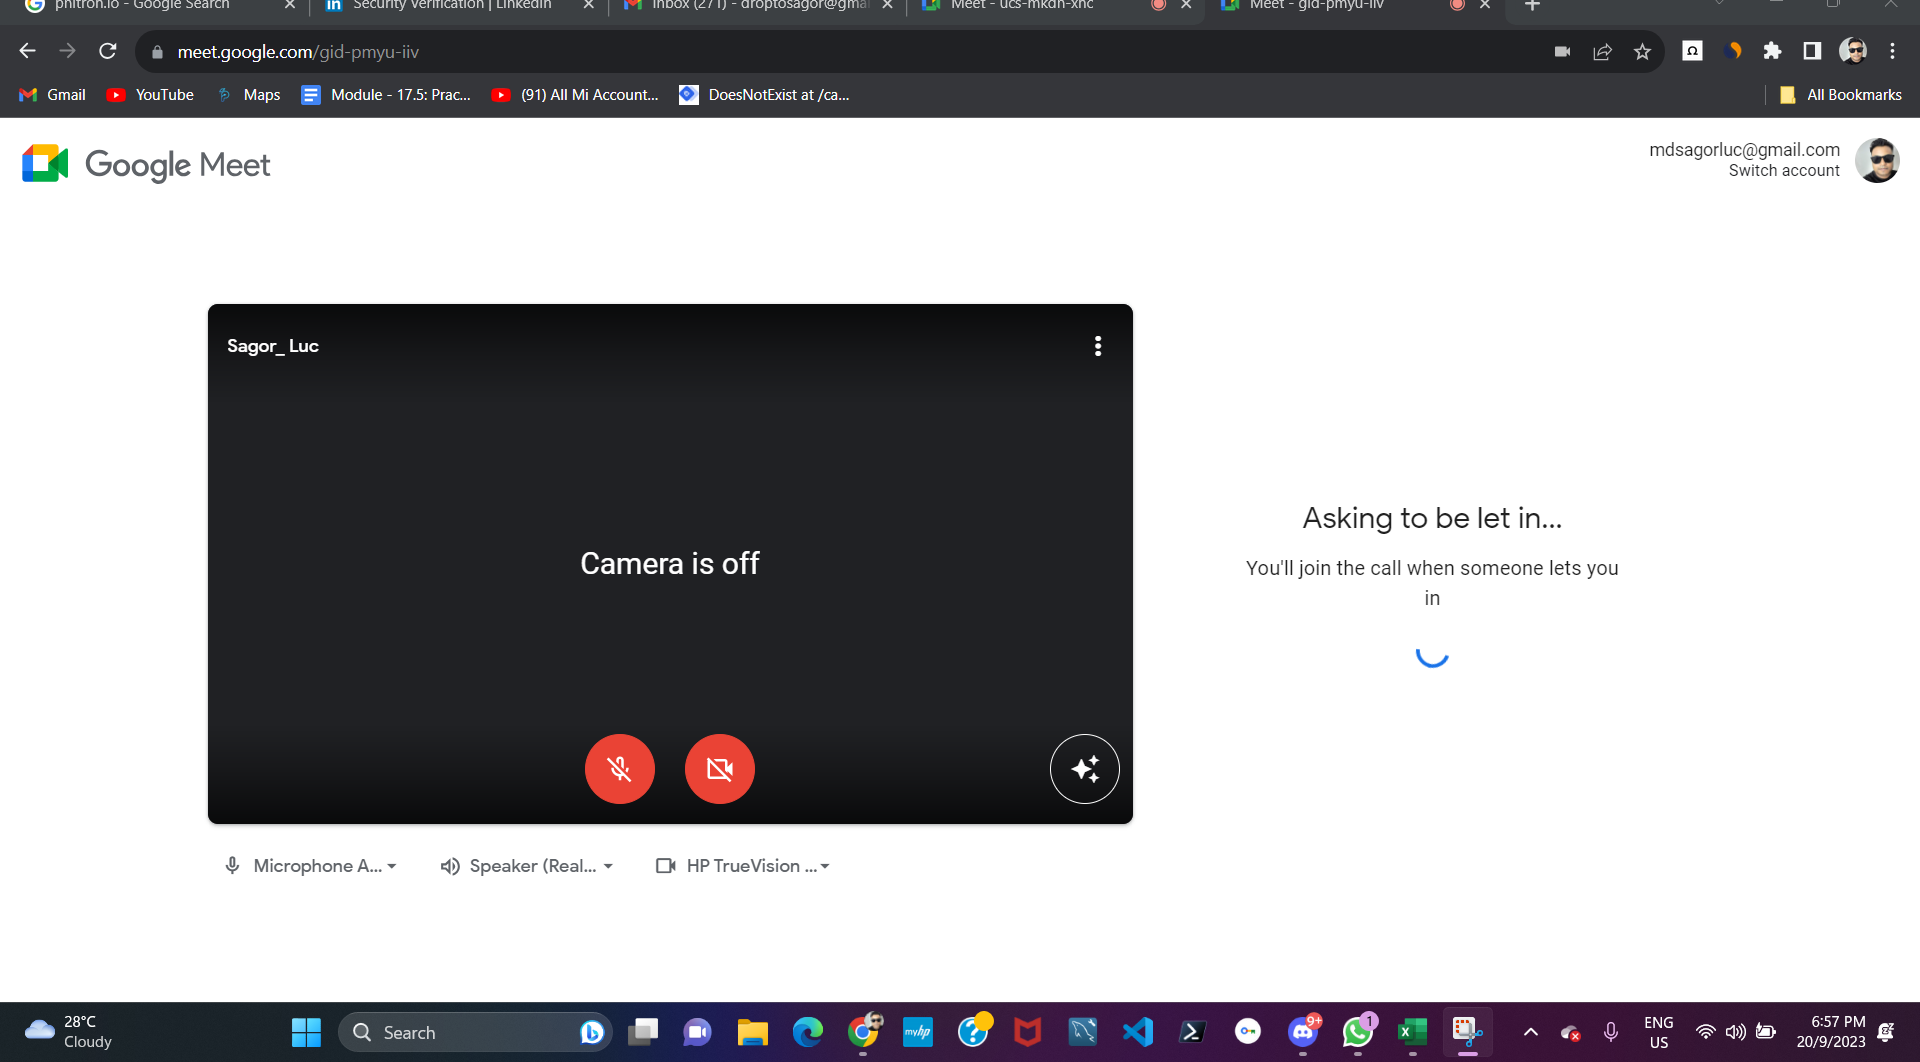 phitron.io - Google Search
Security Verification | LinkedIn
Inbox (271) - droptosagor@gmai
Meet - ucs-mkdn-xhc
Meet - gid-pmyu-iiv
meet.google.com/gid-pmyu-iiv
Gmail
YouTube
Maps
Module - 17.5: Prac...
(91) All Mi Account...
DoesNotExist at /ca...
All Bookmarks
Google Meet
mdsagorluc@gmail.com
Switch account
Sagor_ Luc
Camera is off
Asking to be let in...
You'll join the call when someone lets you
in
Microphone A...
Speaker (Real...
HP TrueVision ...
28°C
Cloudy
Search
myhp
9+
1
ENG
US
6:57 PM
20/9/2023